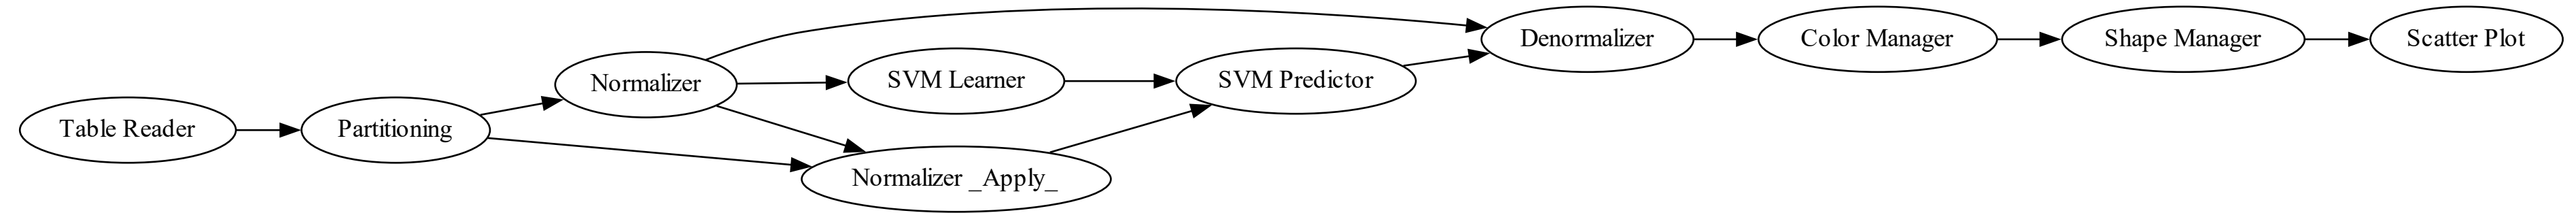 Table Reader
Partitioning
Normalizer
SVM Learner
Normalizer _Apply_
SVM Predictor
Denormalizer
Color Manager
Shape Manager
Scatter Plot